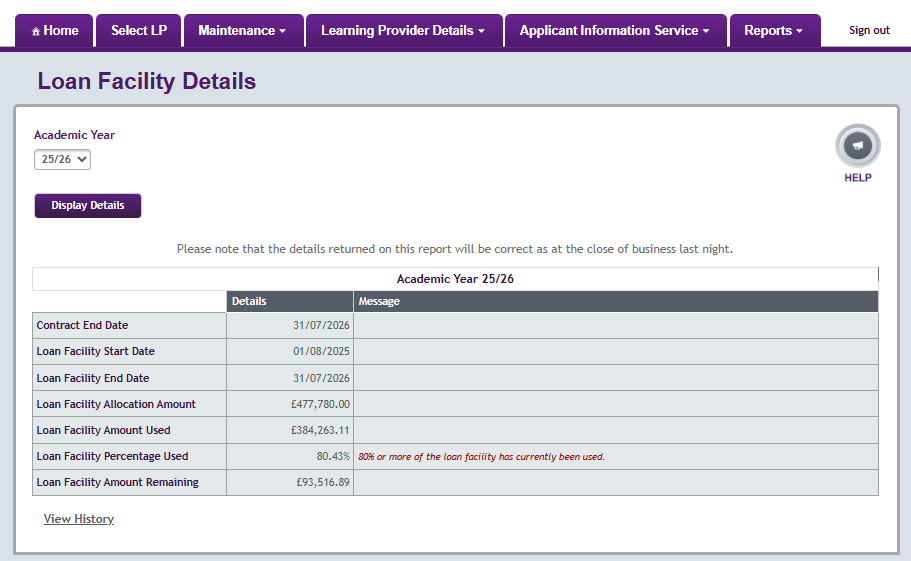 Home Select LP Maintenance Learning Provider Details Applicant Information Service Reports Sign out
Loan Facility Details
Academic Year
25/26
HELP
Display Details
Please note that the details returned on this report will be correct as at the close of business last night.
Academic Year 25/26
Details Message
Contract End Date 31/07/2026
Loan Facility Start Date 01/08/2025
Loan Facility End Date 31/07/2026
Loan Facility Allocation Amount £477,780.00
Loan Facility Amount Used £384,263.11
Loan Facility Percentage Used 80.43% 80% or more of the loan facility has currently been used.
Loan Facility Amount Remaining £93,516.89
View History